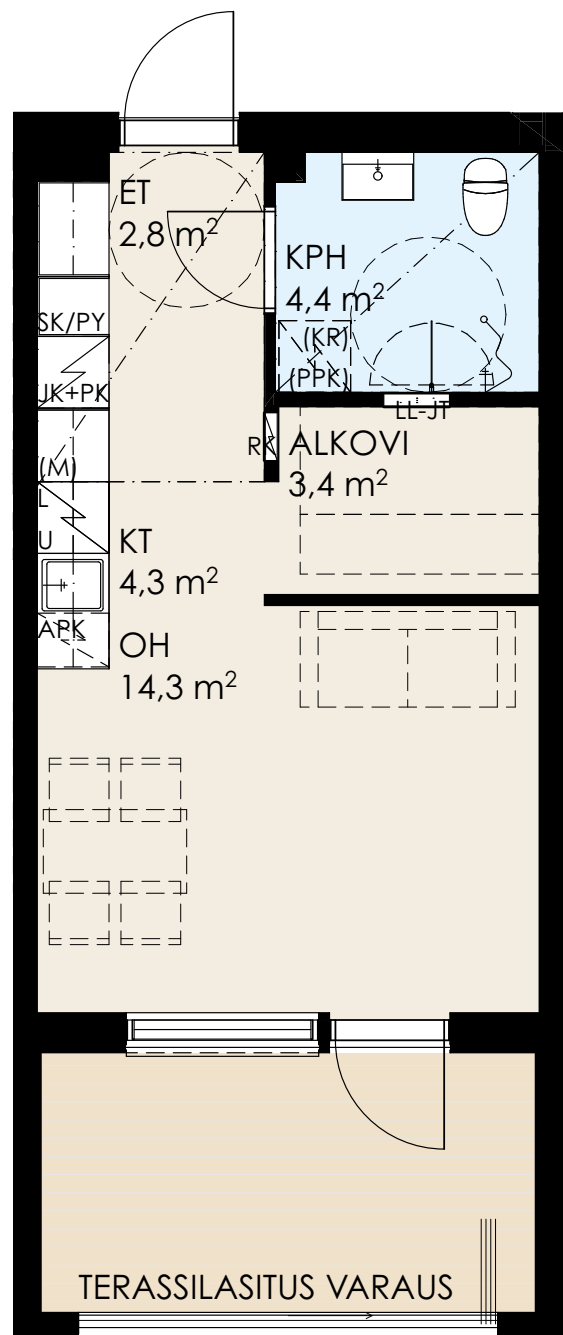 ET
2,8 m²
KPH
4,4 m²
SK/PY
(KR)
JK+PK
(PPK)
LL-JT
RK
ALKOVI
3,4 m²
(M)
L
U
KT
4,3 m²
APK
OH
14,3 m²
TERASSILASITUS VARAUS